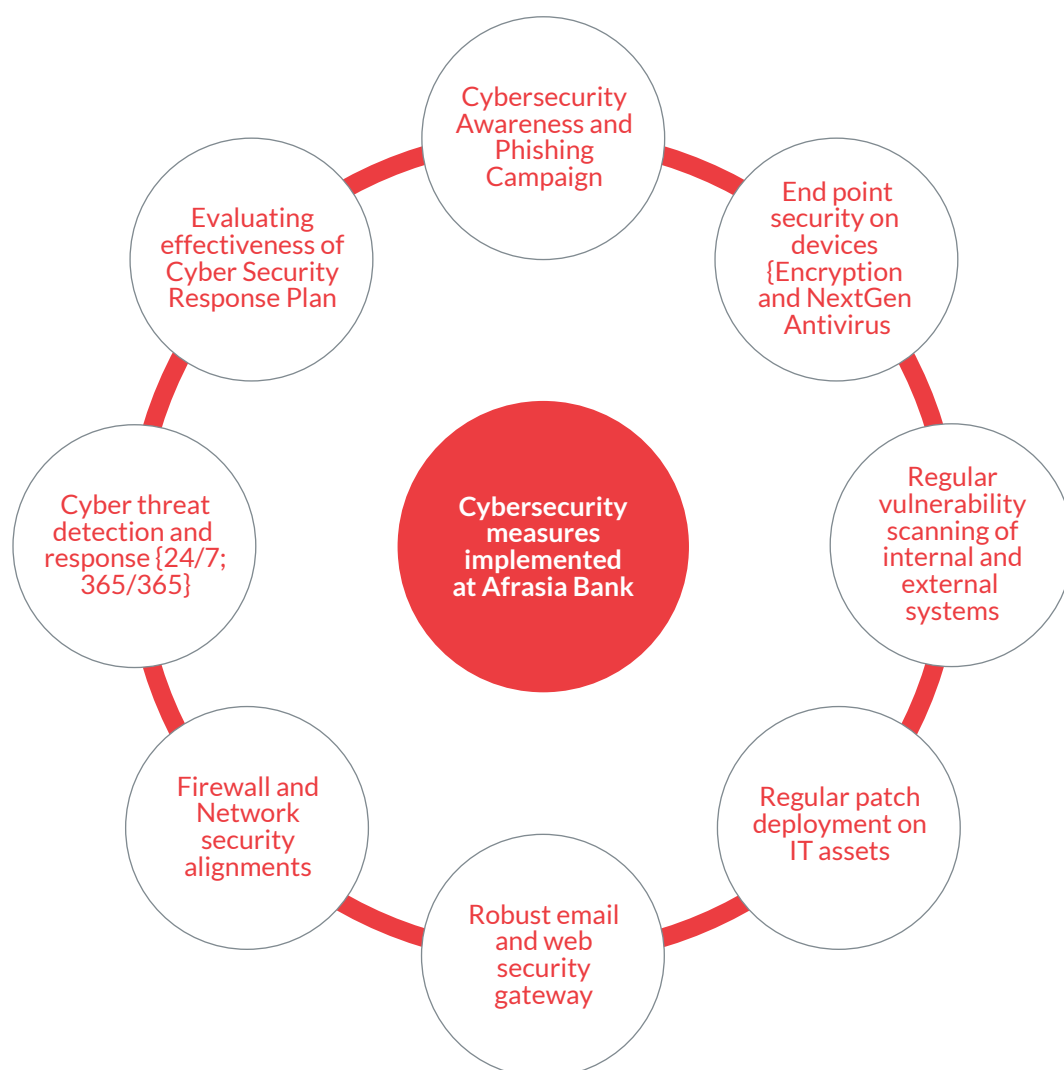 Cybersecurity
Awareness and
Phishing
Campaign
End point
security on
devices
{Encryption
and NextGen
Antivirus
Regular
vulnerability
scanning of
internal and
external
systems
Regular patch
deployment on
IT assets
Robust email
and web
security
gateway
Firewall and
Network
security
alignments
Cyber threat
detection and
response {24/7;
365/365}
Evaluating
effectiveness of
Cyber Security
Response Plan
Cybersecurity
measures
implemented
at Afrasia Bank